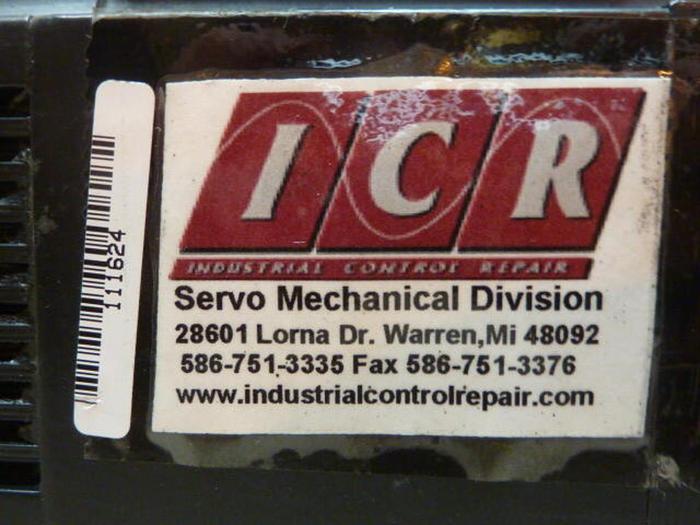 ICR
INDUSTRIAL CONTROL REPAIR
Servo Mechanical Division
28601 Lorna Dr. Warren,Mi 48092
586-751-3335 Fax 586-751-3376
www.industrialcontrolrepair.com
111624